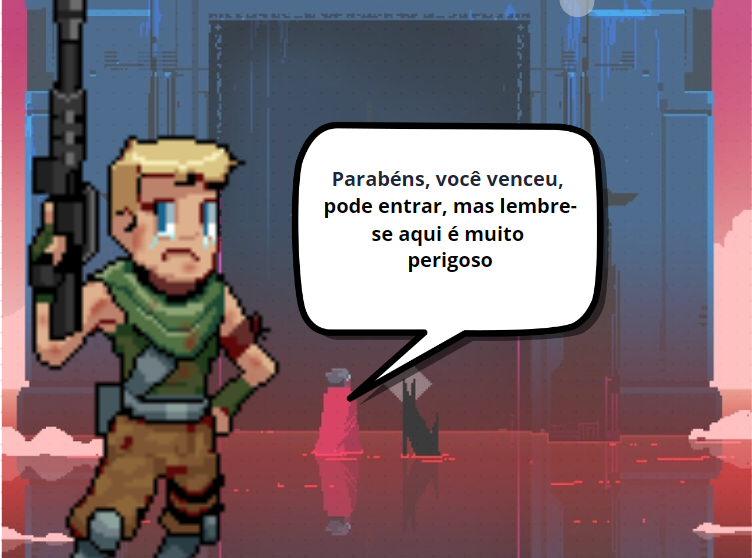 Parabéns, você venceu,
pode entrar, mas lembre-
se aqui é muito
perigoso